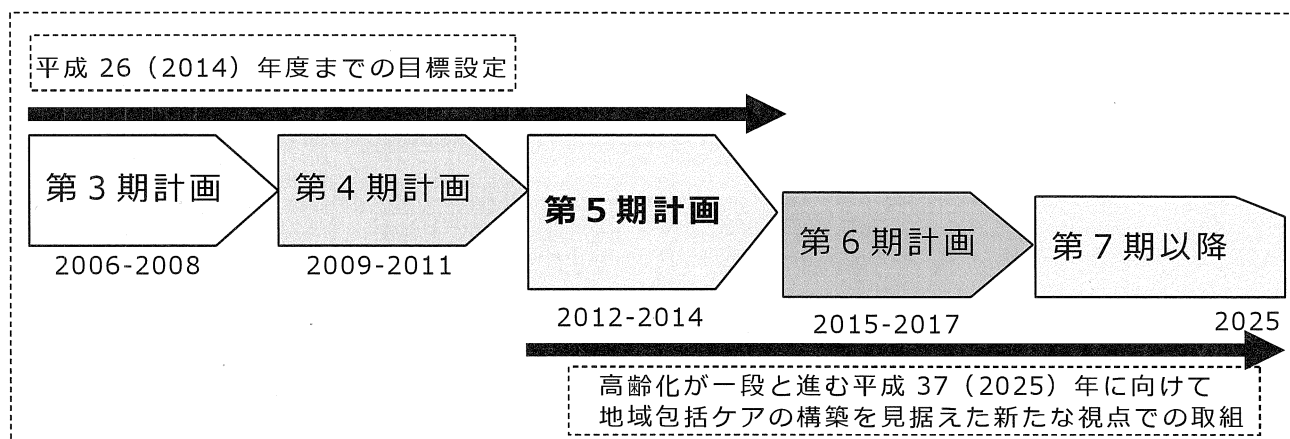 平成 26（2014）年度までの目標設定
第３期計画
第４期計画
第５期計画
第６期計画
第７期以降
2006-2008
2009-2011
2012-2014
2015-2017
2025
高齢化が一段と進む平成 37（2025）年に向けて
地域包括ケアの構築を見据えた新たな視点での取組